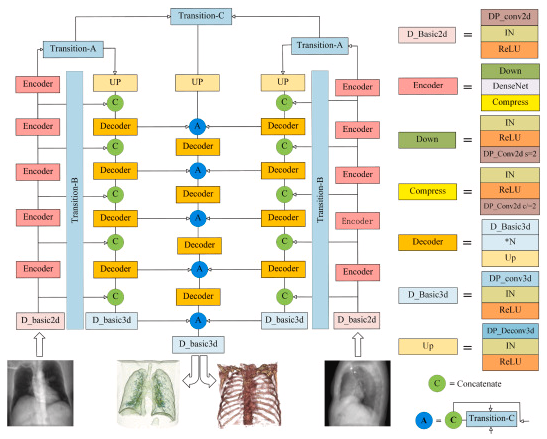 Transition-C
Transition-A
Transition-A
UP
UP
UP
Encoder
Encoder
Encoder
Encoder
Encoder
Transition-B
C
C
C
C
C
Decoder
Decoder
Decoder
Decoder
A
A
A
A
A
Decoder
Decoder
Decoder
Decoder
C
C
C
C
C
Decoder
Decoder
Decoder
Decoder
Transition-B
Encoder
Encoder
Encoder
Encoder
Encoder
D_basic2d
D_basic3d
D_basic3d
D_basic2d
D_basic3d
D_Basic2d
=
DP_conv2d
IN
ReLU
Encoder
=
Down
DenseNet
Compress
Down
=
IN
ReLU
DP_Conv2d s=2
Compress
=
IN
ReLU
DP_Conv2d c/=2
Decoder
=
D_Basic3d
*N
Up
D_Basic3d
=
DP_conv3d
IN
ReLU
Up
=
DP_Deconv3d
IN
ReLU
C = Concatenate
A = C Transition-C